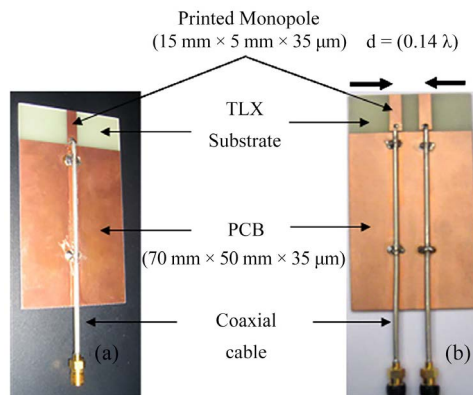 Printed Monopole
(15 mm × 5 mm × 35 μm)
d = (0.14 λ)
TLX
Substrate
PCB
(70 mm × 50 mm × 35 μm)
Coaxial
cable
(a)
(b)